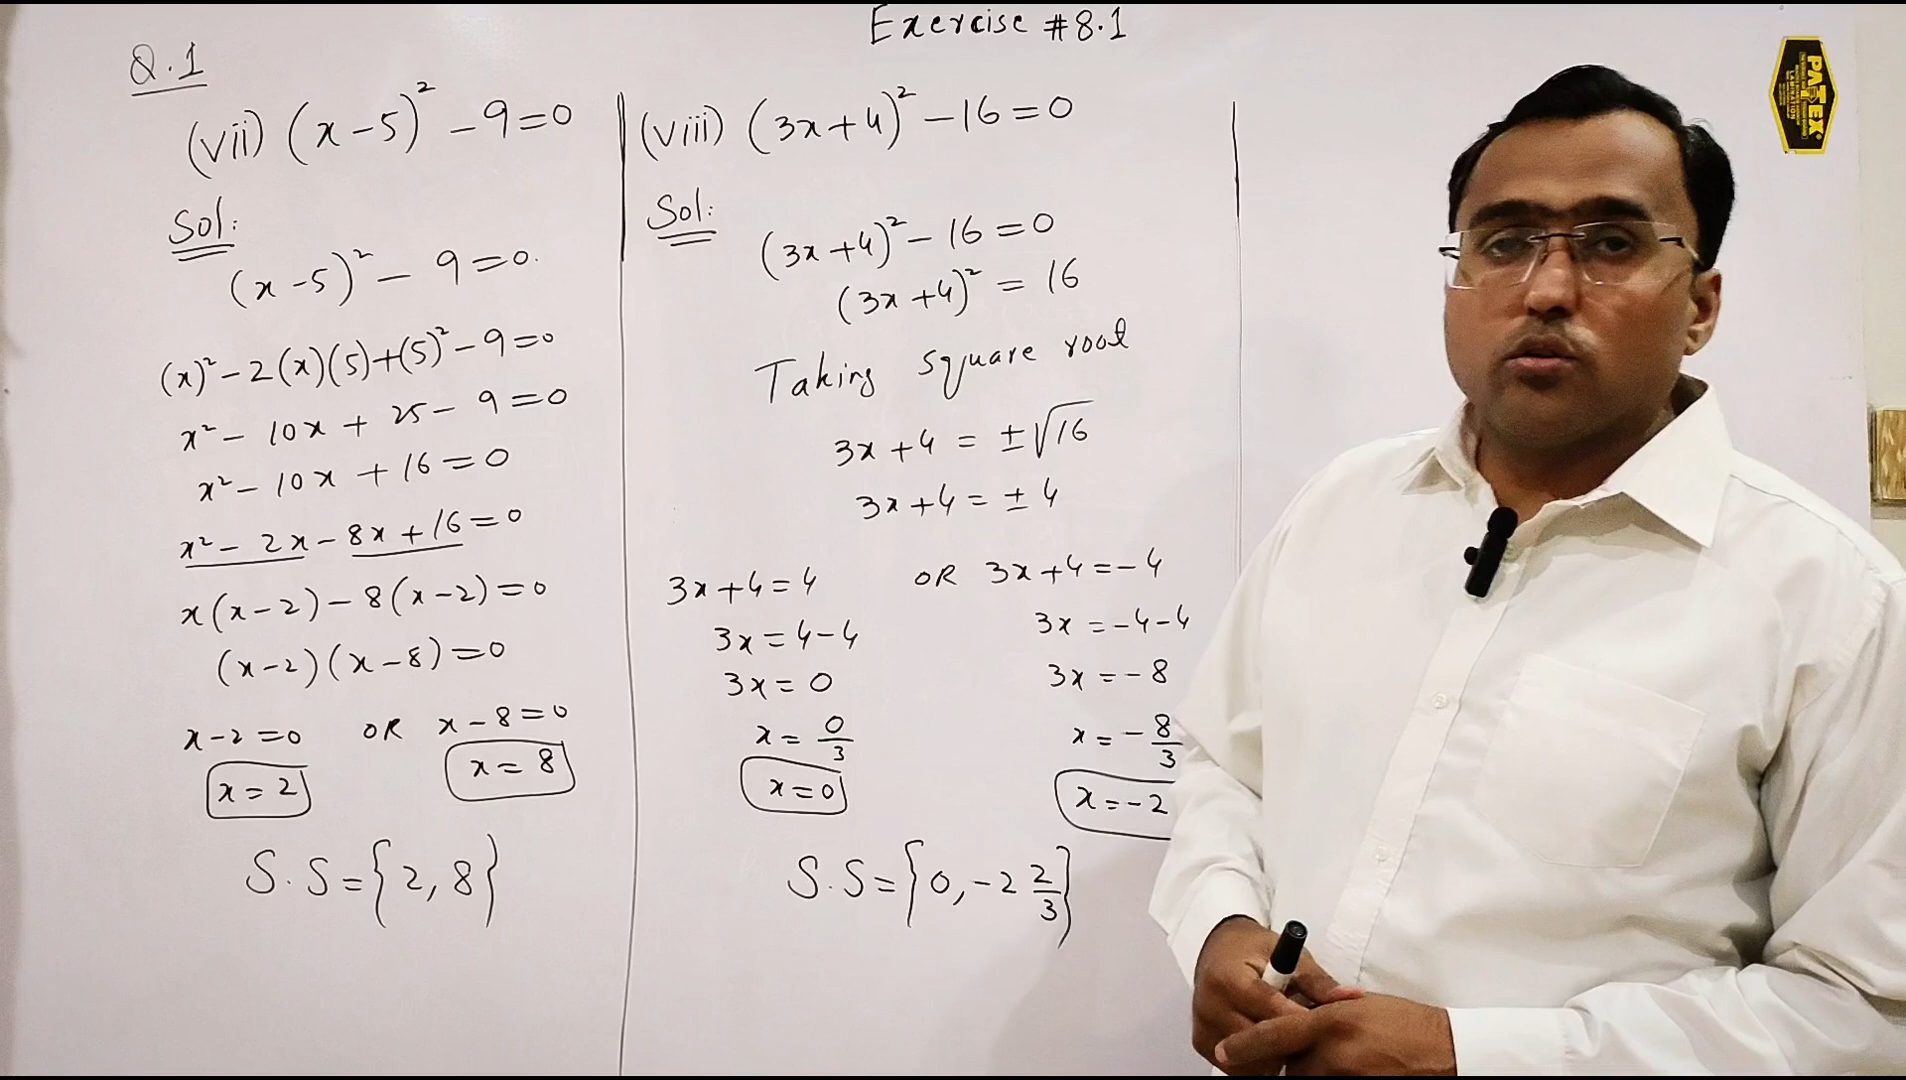 Exercise #8.1
Q.1
(vii) (x-5)² - 9=0
Sol:
(x-5)² - 9=0.
(x)² - 2(x)(5)+(5)² - 9=0
x² - 10x + 25 - 9=0
x² - 10x + 16=0
x² - 2x - 8x + 16=0
x(x-2) - 8(x-2)=0
(x-2)(x-8)=0
x-2=0 OR x-8=0
x=2 x=8
S.S={2,8}
(viii) (3x+4)² - 16=0
Sol:
(3x+4)² - 16=0
(3x+4)² = 16
Taking square root
3x+4 = ±√16
3x+4 = ±4
3x+4=4 OR 3x+4=-4
3x=4-4 3x=-4-4
3x=0 3x=-8
x=0/3 x=-8/3
x=0 x=-2
S.S={0,-2 2/3}
PATEX